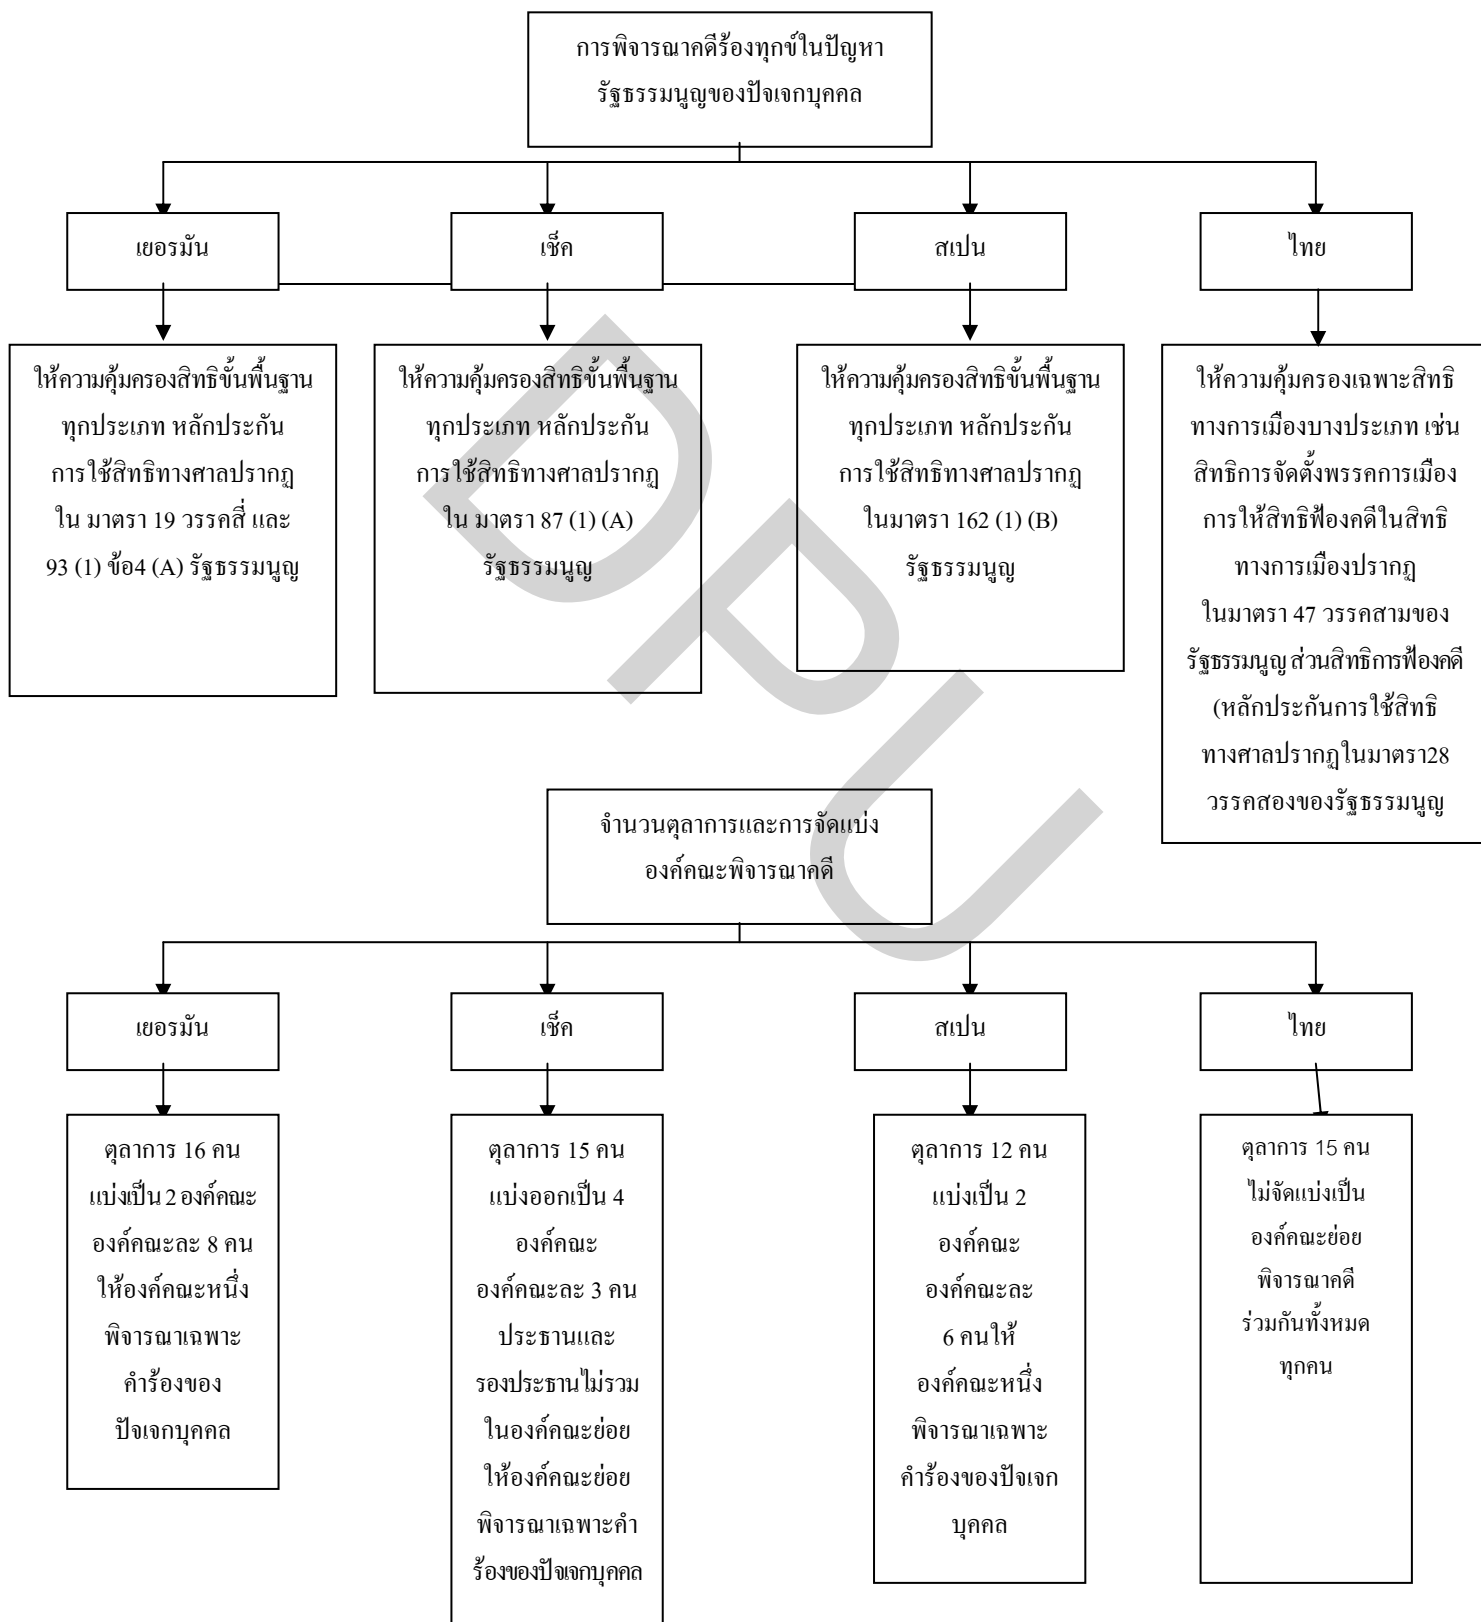 การพิจารณาคดีร้องทุกข์ในปัญหา
รัฐธรรมนูญของปัจเจกบุคคล
เยอรมัน
เช็ค
สเปน
ไทย
ให้ความคุ้มครองสิทธิขั้นพื้นฐาน
ทุกประเภท หลักประกัน
การใช้สิทธิทางศาลปรากฏ
ใน มาตรา 19 วรรคสี่ และ
93 (1) ข้อ4 (A) รัฐธรรมนูญ
ให้ความคุ้มครองสิทธิขั้นพื้นฐาน
ทุกประเภท หลักประกัน
การใช้สิทธิทางศาลปรากฏ
ใน มาตรา 87 (1) (A)
รัฐธรรมนูญ
ให้ความคุ้มครองสิทธิขั้นพื้นฐาน
ทุกประเภท หลักประกัน
การใช้สิทธิทางศาลปรากฏ
ในมาตรา 162 (1) (B)
รัฐธรรมนูญ
ให้ความคุ้มครองเฉพาะสิทธิ
ทางการเมืองบางประเภท เช่น
สิทธิการจัดตั้งพรรคการเมือง
การให้สิทธิฟ้องคดีในสิทธิ
ทางการเมืองปรากฏ
ในมาตรา 47 วรรคสามของ
รัฐธรรมนูญ ส่วนสิทธิการฟ้องคดี
(หลักประกันการใช้สิทธิ
ทางศาลปรากฏในมาตรา28
วรรคสองของรัฐธรรมนูญ
จำนวนตุลาการและการจัดแบ่ง
องค์คณะพิจารณาคดี
เยอรมัน
เช็ค
สเปน
ไทย
ตุลาการ 16 คน
แบ่งเป็น 2 องค์คณะ
องค์คณะละ 8 คน
ให้องค์คณะหนึ่ง
พิจารณาเฉพาะ
คำร้องของ
ปัจเจกบุคคล
ตุลาการ 15 คน
แบ่งออกเป็น 4
องค์คณะ
องค์คณะละ 3 คน
ประธานและ
รองประธานไม่รวม
ในองค์คณะย่อย
ให้องค์คณะย่อย
พิจารณาเฉพาะคำ
ร้องของปัจเจกบุคคล
ตุลาการ 12 คน
แบ่งเป็น 2
องค์คณะ
องค์คณะละ
6 คนให้
องค์คณะหนึ่ง
พิจารณาเฉพาะ
คำร้องของปัจเจก
บุคคล
ตุลาการ 15 คน
ไม่จัดแบ่งเป็น
องค์คณะย่อย
พิจารณาคดี
ร่วมกันทั้งหมด
ทุกคน
DPU